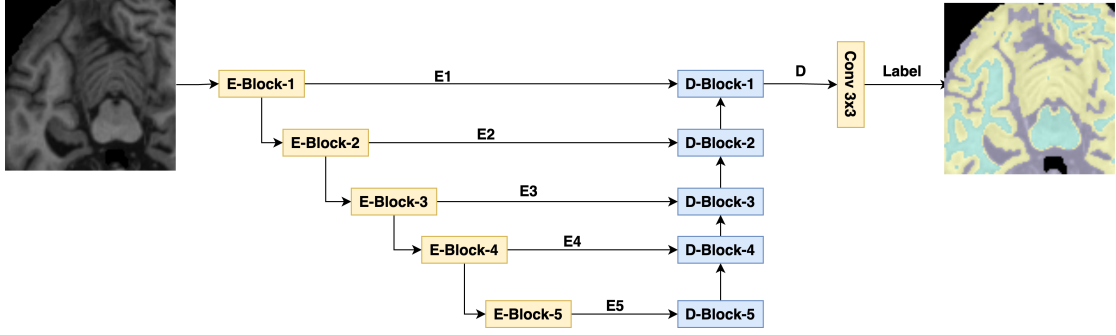 E-Block-1
E1
D-Block-1
D
Conv 3x3
Label
E-Block-2
E2
D-Block-2
E-Block-3
E3
D-Block-3
E-Block-4
E4
D-Block-4
E-Block-5
E5
D-Block-5